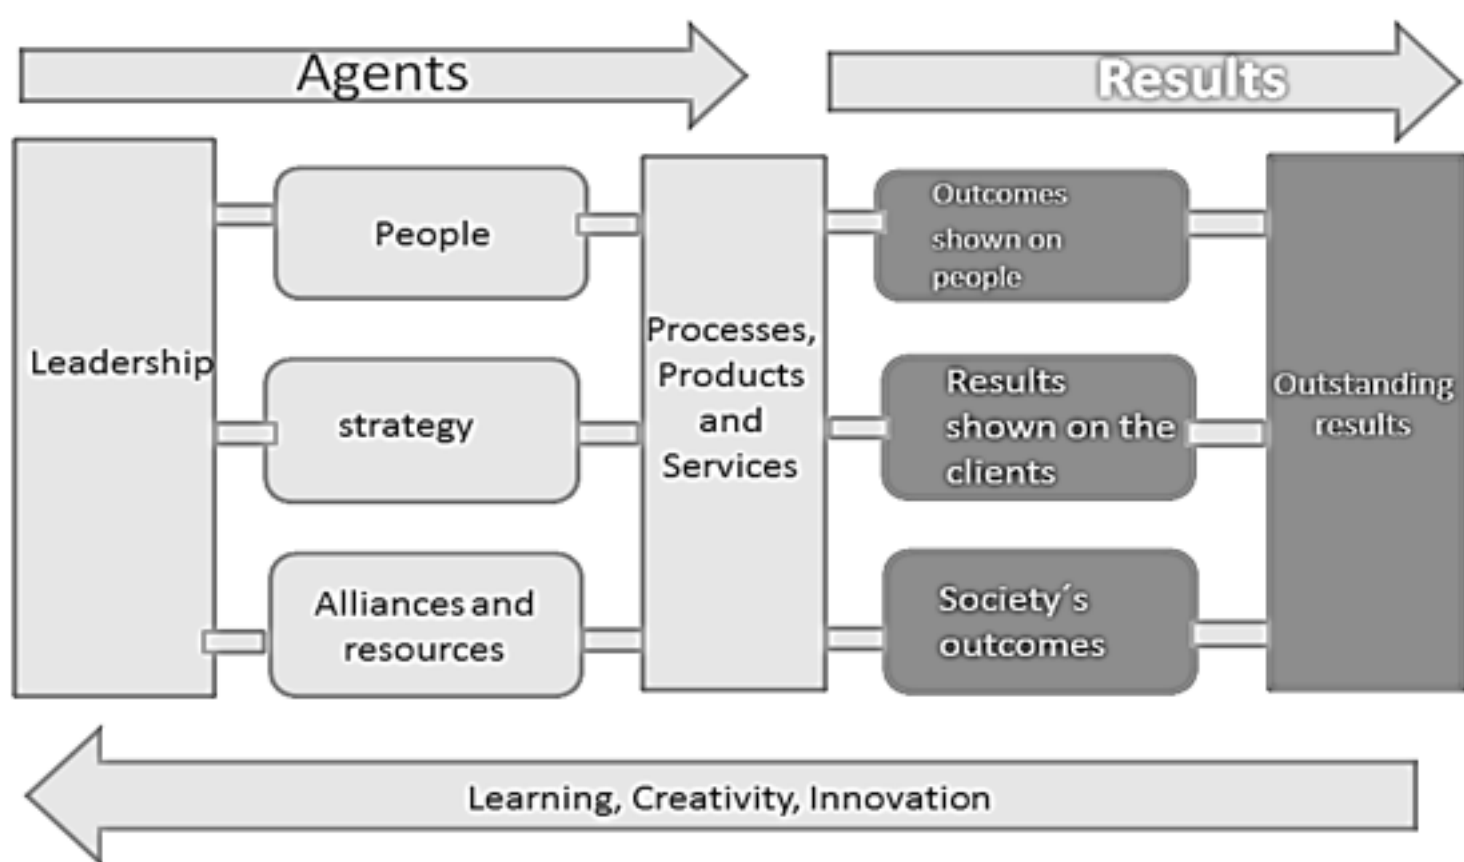 Agents
Results
Leadership
People
strategy
Alliances and
resources
Processes,
Products
and
Services
Outcomes
shown on
people
Results
shown on the
clients
Society´s
outcomes
Outstanding
results
Learning, Creativity, Innovation